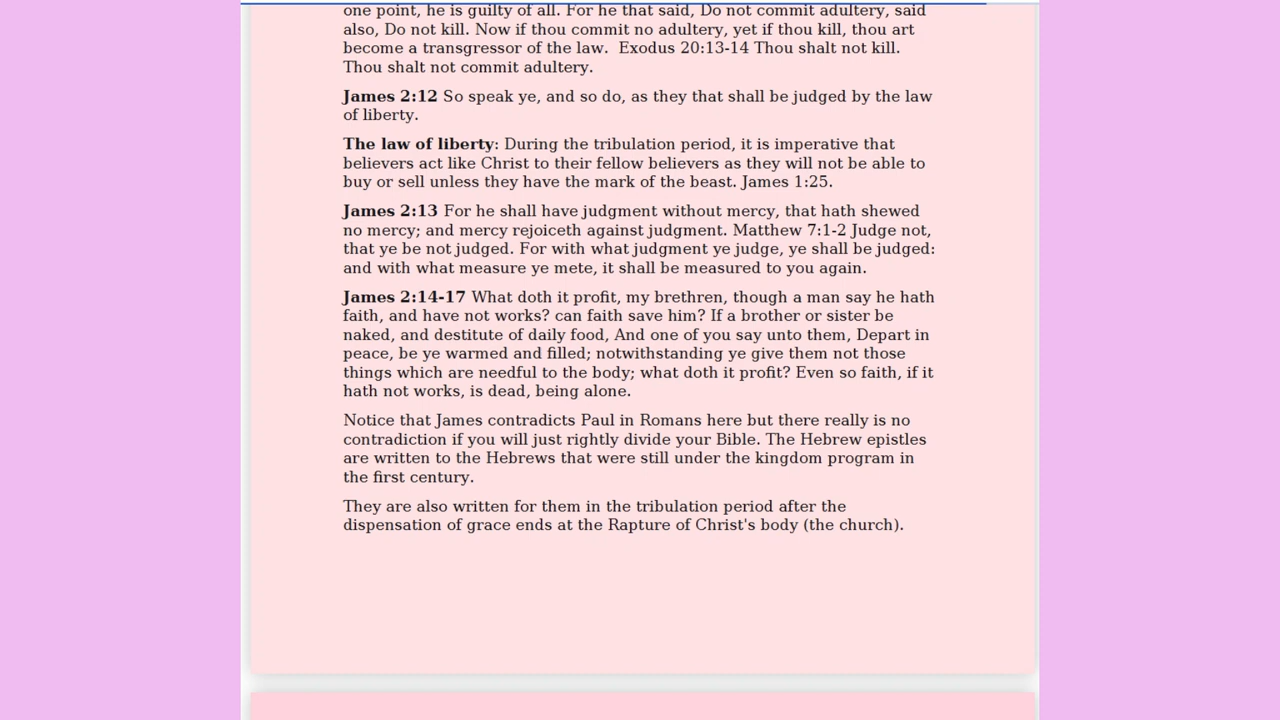 one point, he is guilty of all. For he that said, Do not commit adultery, said
also, Do not kill. Now if thou commit no adultery, yet if thou kill, thou art
become a transgressor of the law.  Exodus 20:13-14 Thou shalt not kill.
Thou shalt not commit adultery.
James 2:12 So speak ye, and so do, as they that shall be judged by the law
of liberty.
The law of liberty: During the tribulation period, it is imperative that
believers act like Christ to their fellow believers as they will not be able to
buy or sell unless they have the mark of the beast. James 1:25.
James 2:13 For he shall have judgment without mercy, that hath shewed
no mercy; and mercy rejoiceth against judgment. Matthew 7:1-2 Judge not,
that ye be not judged. For with what judgment ye judge, ye shall be judged:
and with what measure ye mete, it shall be measured to you again.
James 2:14-17 What doth it profit, my brethren, though a man say he hath
faith, and have not works? can faith save him? If a brother or sister be
naked, and destitute of daily food, And one of you say unto them, Depart in
peace, be ye warmed and filled; notwithstanding ye give them not those
things which are needful to the body; what doth it profit? Even so faith, if it
hath not works, is dead, being alone.
Notice that James contradicts Paul in Romans here but there really is no
contradiction if you will just rightly divide your Bible. The Hebrew epistles
are written to the Hebrews that were still under the kingdom program in
the first century.
They are also written for them in the tribulation period after the
dispensation of grace ends at the Rapture of Christ's body (the church).